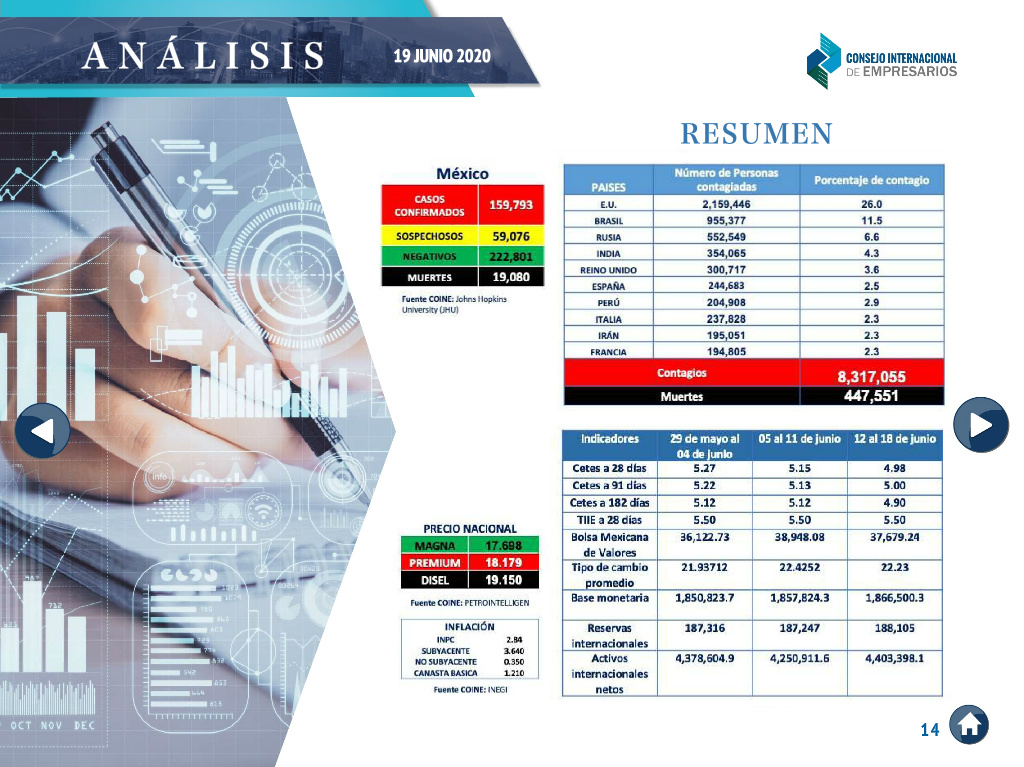 ANÁLISIS
19 JUNIO 2020
CONSEJO INTERNACIONAL
DE EMPRESARIOS
RESUMEN
México
CASOS CONFIRMADOS 159,793
SOSPECHOSOS 59,076
NEGATIVOS 222,801
MUERTES 19,080
Fuente COINE: Johns Hopkins
University (JHU)
PAISES Número de Personas contagiadas Porcentaje de contagio
E.U. 2,159,446 26.0
BRASIL 955,377 11.5
RUSIA 552,549 6.6
INDIA 354,065 4.3
REINO UNIDO 300,717 3.6
ESPAÑA 244,683 2.5
PERÚ 204,908 2.9
ITALIA 237,828 2.3
IRÁN 195,051 2.3
FRANCIA 194,805 2.3
Contagios 8,317,055
Muertes 447,551
Indicadores 29 de mayo al 04 de junio 05 al 11 de junio 12 al 18 de junio
Cetes a 28 días 5.27 5.15 4.98
Cetes a 91 días 5.22 5.13 5.00
Cetes a 182 días 5.12 5.12 4.90
TIIE a 28 días 5.50 5.50 5.50
Bolsa Mexicana de Valores 36,122.73 38,948.08 37,679.24
Tipo de cambio promedio 21.93712 22.4252 22.23
Base monetaria 1,850,823.7 1,857,824.3 1,866,500.3
Reservas internacionales 187,316 187,247 188,105
Activos internacionales netos 4,378,604.9 4,250,911.6 4,403,398.1
PRECIO NACIONAL
MAGNA 17.698
PREMIUM 18.179
DISEL 19.150
Fuente COINE: PETROINTELLIGEN
INFLACIÓN
INPC 2.84
SUBYACENTE 3.640
NO SUBYACENTE 0.350
CANASTA BASICA 1.210
Fuente COINE: INEGI
info
712
OCT NOV DEC
14